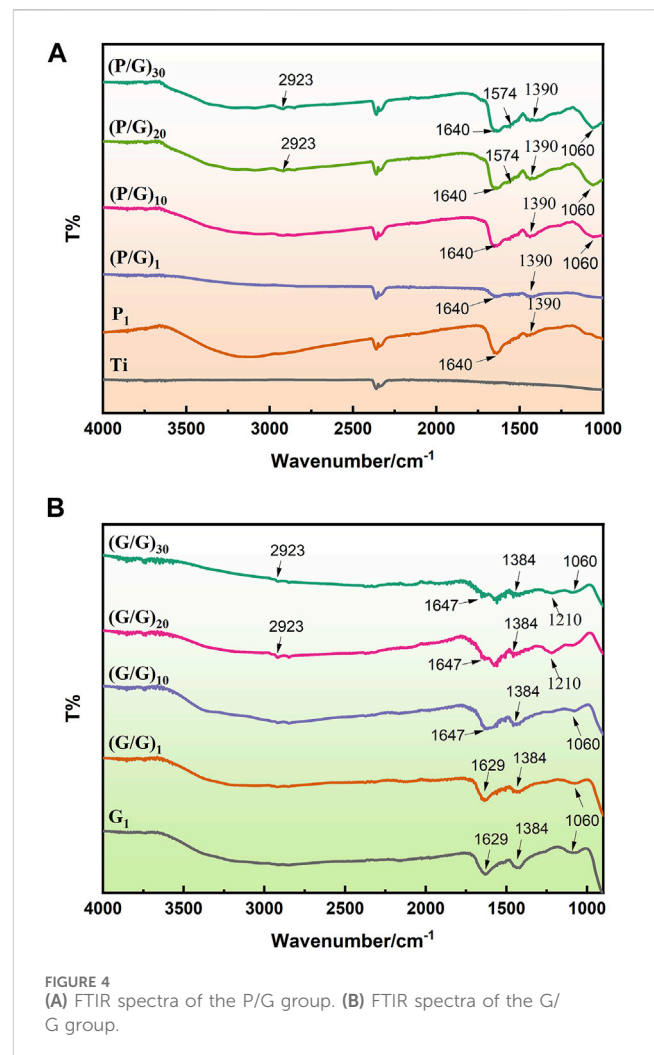 A
(P/G)30
2923
1574
1390
1640
1060
(P/G)20
2923
1574
1390
1640
1060
(P/G)10
1390
1640
1060
(P/G)1
1390
1640
P1
1390
1640
Ti
T%
4000 3500 3000 2500 2000 1500 1000
Wavenumber/cm-1
B
(G/G)30
2923
1384
1060
1647
1210
(G/G)20
2923
1384
1647
1210
(G/G)10
1384
1647
1060
(G/G)1
1629
1384
1060
G1
1629
1384
T%
4000 3500 3000 2500 2000 1500 1000
Wavenumber/cm-1
FIGURE 4
(A) FTIR spectra of the P/G group. (B) FTIR spectra of the G/
G group.